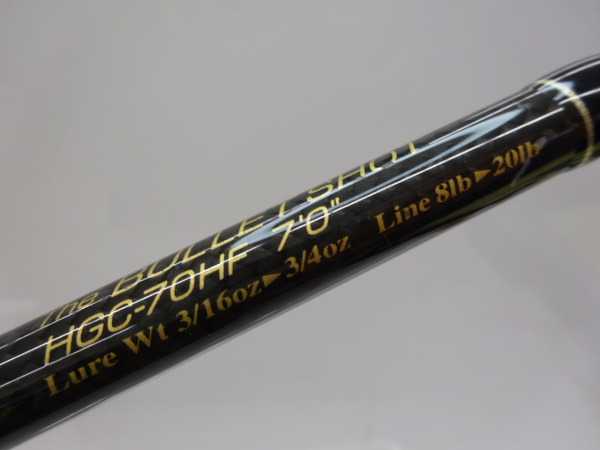 The BULLET SHOT
HGC-70HF 7'0"
Lure Wt 3/16oz►3/4oz Line 8lb►20lb